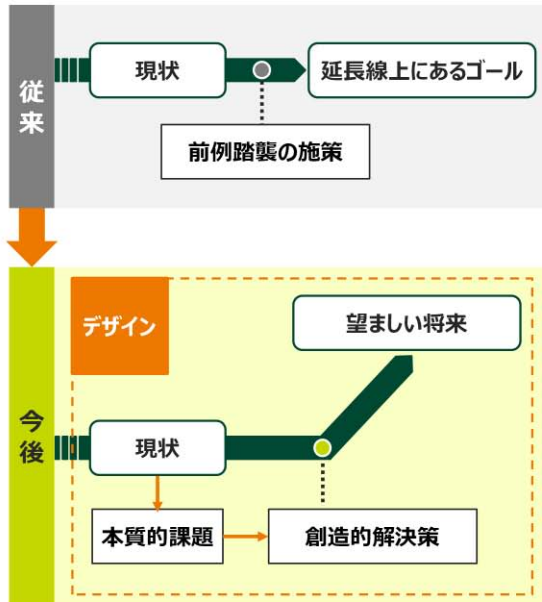 従来
現状
延長線上にあるゴール
前例踏襲の施策
今後
デザイン
望ましい将来
現状
本質的課題
創造的解決策